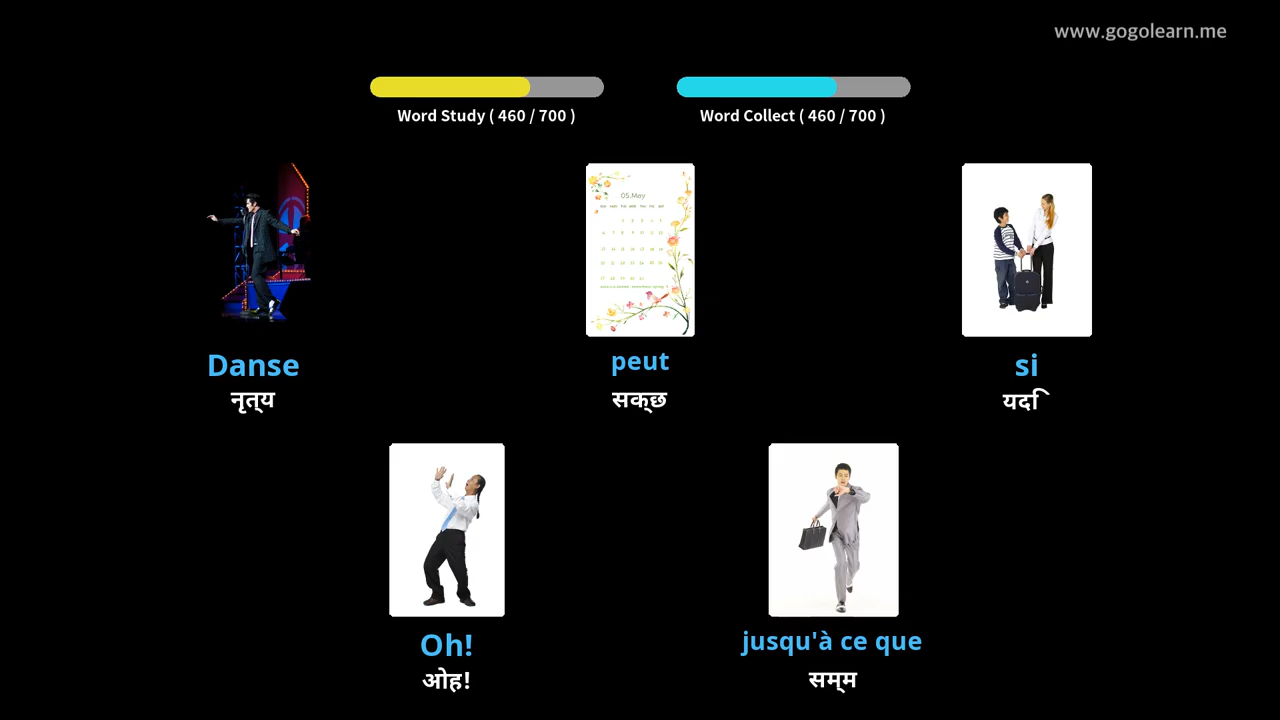 www.gogolearn.me
Word Study ( 460 / 700 )
Word Collect ( 460 / 700 )
05.May
Danse
नृत्य
peut
सक्छ
si
यदि
Oh!
ओह!
jusqu'à ce que
सम्म